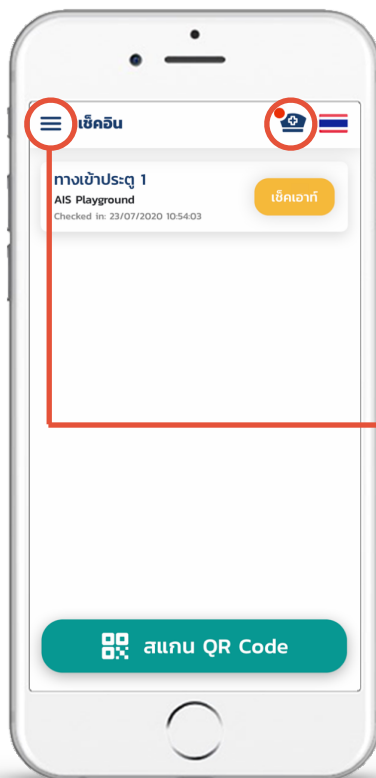 เช็คอิน
ทางเข้าประตู 1
AIS Playground
Checked in: 23/07/2020 10:54:03
เช็คเอาท์
สแกน QR Code